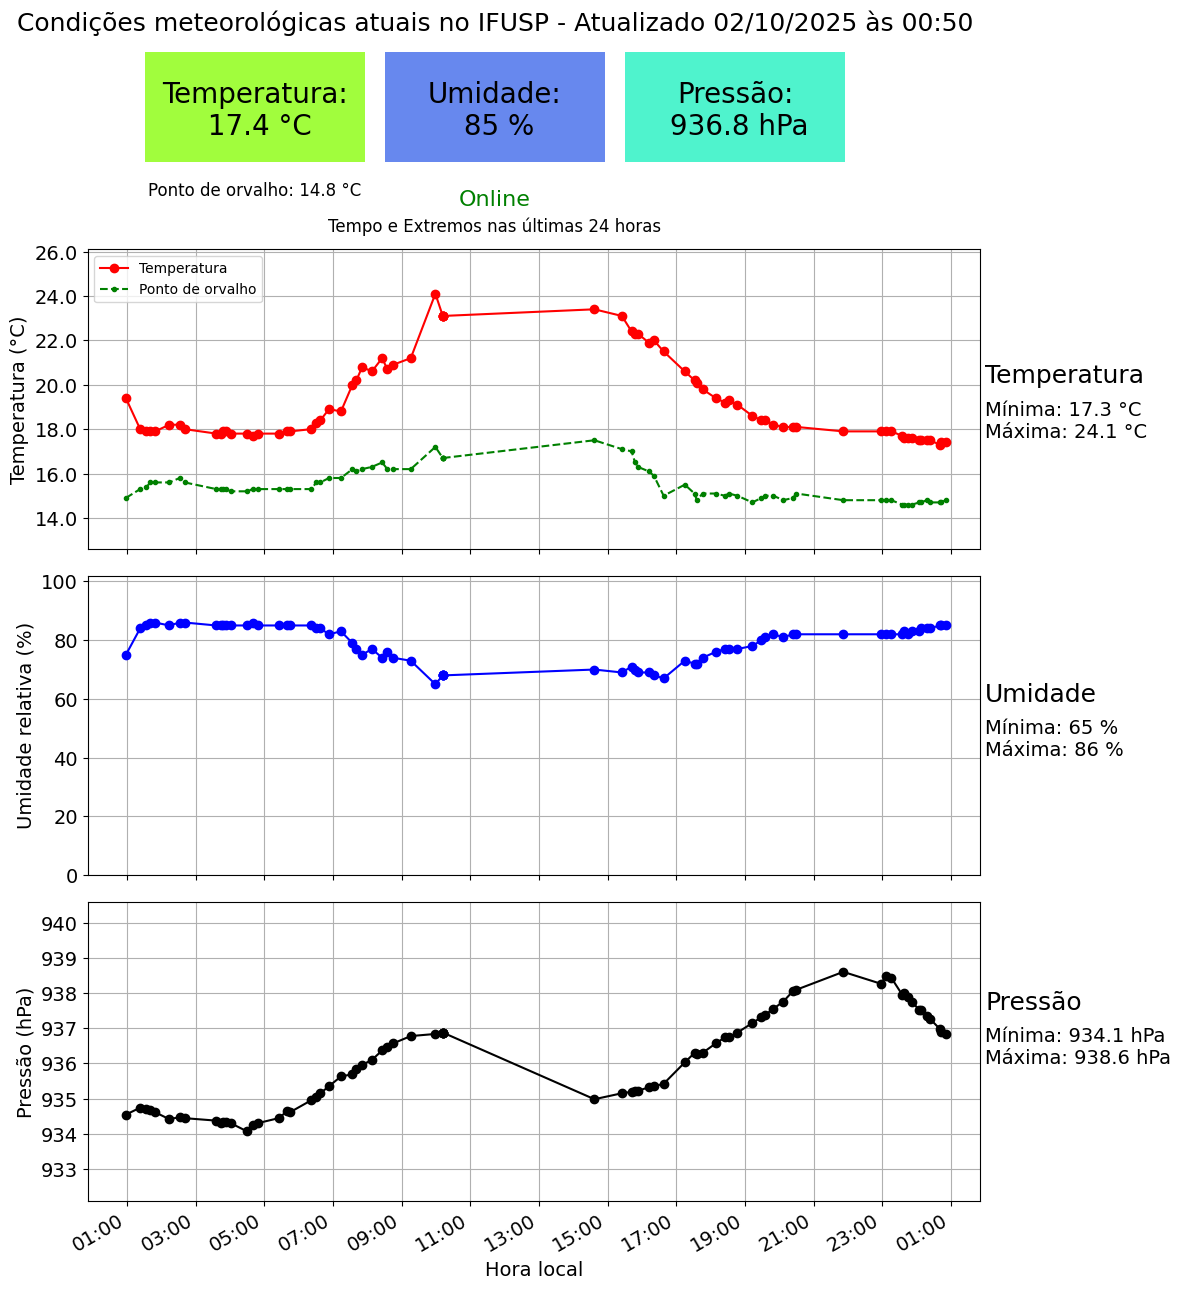 Condições meteorológicas atuais no IFUSP - Atualizado 02/10/2025 às 00:50
Temperatura:
17.4 °C
Umidade:
85 %
Pressão:
936.8 hPa
Ponto de orvalho: 14.8 °C
Online
Tempo e Extremos nas últimas 24 horas
Temperatura (°C)
26.0
24.0
22.0
20.0
18.0
16.0
14.0
Temperatura
Ponto de orvalho
Temperatura
Mínima: 17.3 °C
Máxima: 24.1 °C
Umidade relativa (%)
100
80
60
40
20
0
Umidade
Mínima: 65 %
Máxima: 86 %
Pressão (hPa)
940
939
938
937
936
935
934
933
Pressão
Mínima: 934.1 hPa
Máxima: 938.6 hPa
01:00 03:00 05:00 07:00 09:00 11:00 13:00 15:00 17:00 19:00 21:00 23:00 01:00
Hora local